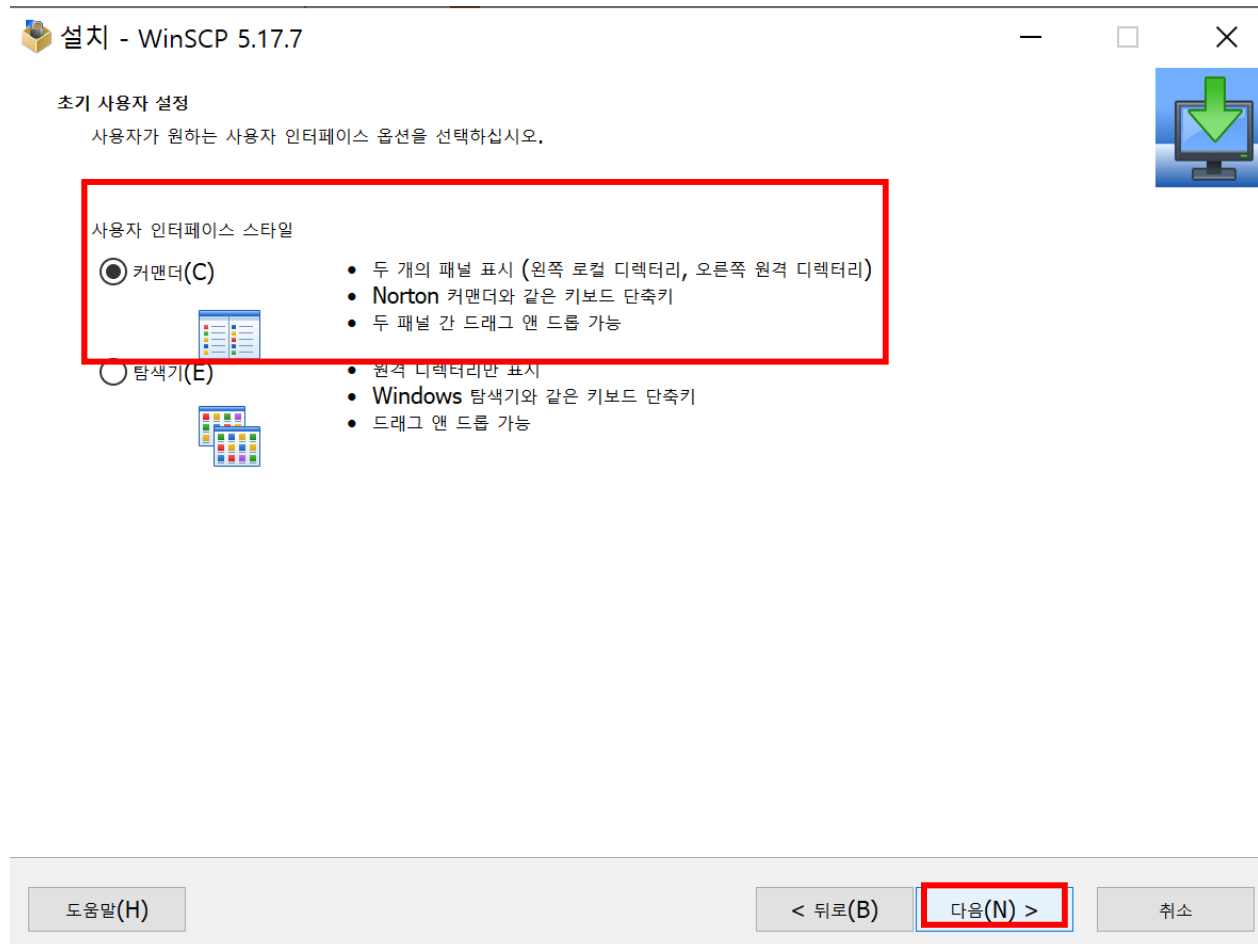 설치 - WinSCP 5.17.7
초기 사용자 설정
사용자가 원하는 사용자 인터페이스 옵션을 선택하십시오.
사용자 인터페이스 스타일
커맨더(C)
• 두 개의 패널 표시 (왼쪽 로컬 디렉터리, 오른쪽 원격 디렉터리)
• Norton 커맨더와 같은 키보드 단축키
• 두 패널 간 드래그 앤 드롭 가능
탐색기(E)
• 원격 디렉터리만 표시
• Windows 탐색기와 같은 키보드 단축키
• 드래그 앤 드롭 가능
도움말(H)
< 뒤로(B)
다음(N) >
취소